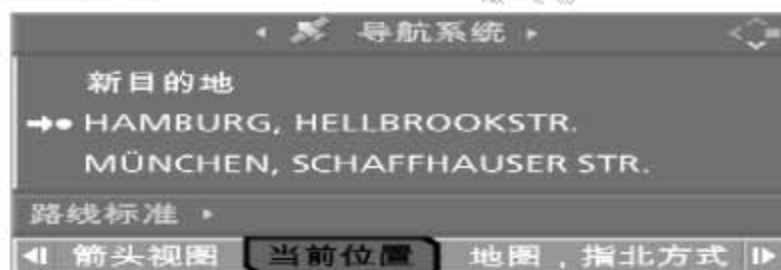 导航系统
新目的地
HAMBURG, HELLBROOKSTR.
MÜNCHEN, SCHAFFHAUSER STR.
路线标准
箭头视图 当前位置 地图，指北方式